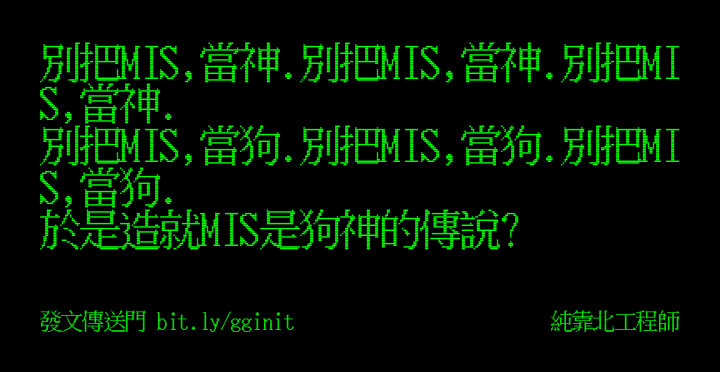 別把MIS,當神.別把MIS,當神.別把MI
S,當神.
別把MIS,當狗.別把MIS,當狗.別把MI
S,當狗.
於是造就MIS是狗神的傳說?
發文傳送門 bit.ly/gginit
純靠北工程師